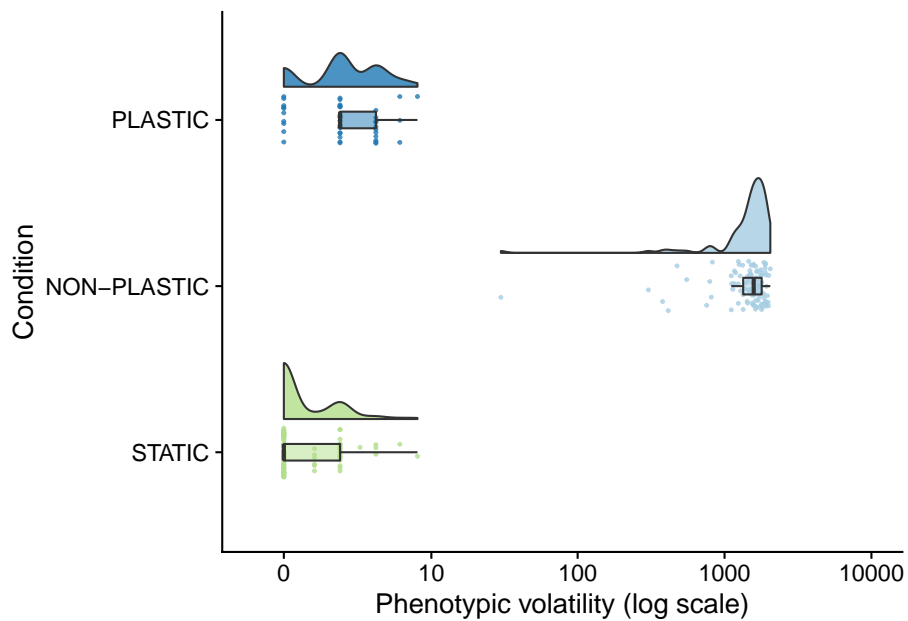 Condition
PLASTIC
NON−PLASTIC
STATIC
0 10 100 1000 10000
Phenotypic volatility (log scale)